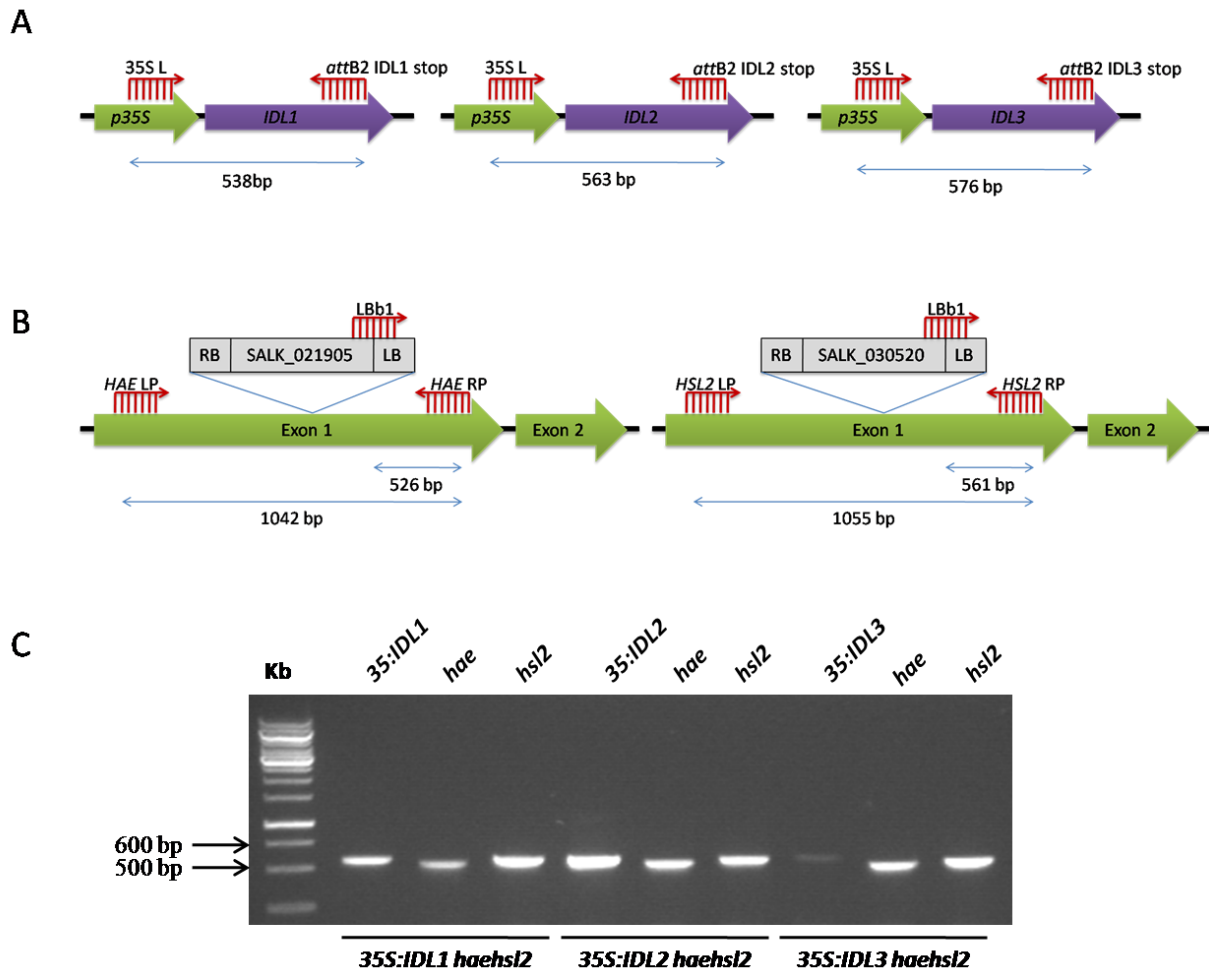 A
35S L
attB2 IDL1 stop
35S L
attB2 IDL2 stop
35S L
attB2 IDL3 stop
p35S
IDL1
p35S
IDL2
p35S
IDL3
538bp
563 bp
576 bp
B
LBb1
LBb1
RB
SALK_021905
LB
RB
SALK_030520
LB
HAE LP
HAE RP
HSL2 LP
HSL2 RP
Exon 1
Exon 2
Exon 1
Exon 2
526 bp
561 bp
1042 bp
1055 bp
C
Kb
35:IDL1
hae
hsl2
35:IDL2
hae
hsl2
35:IDL3
hae
hsl2
600 bp
500 bp
35S:IDL1 haehsl2
35S:IDL2 haehsl2
35S:IDL3 haehsl2